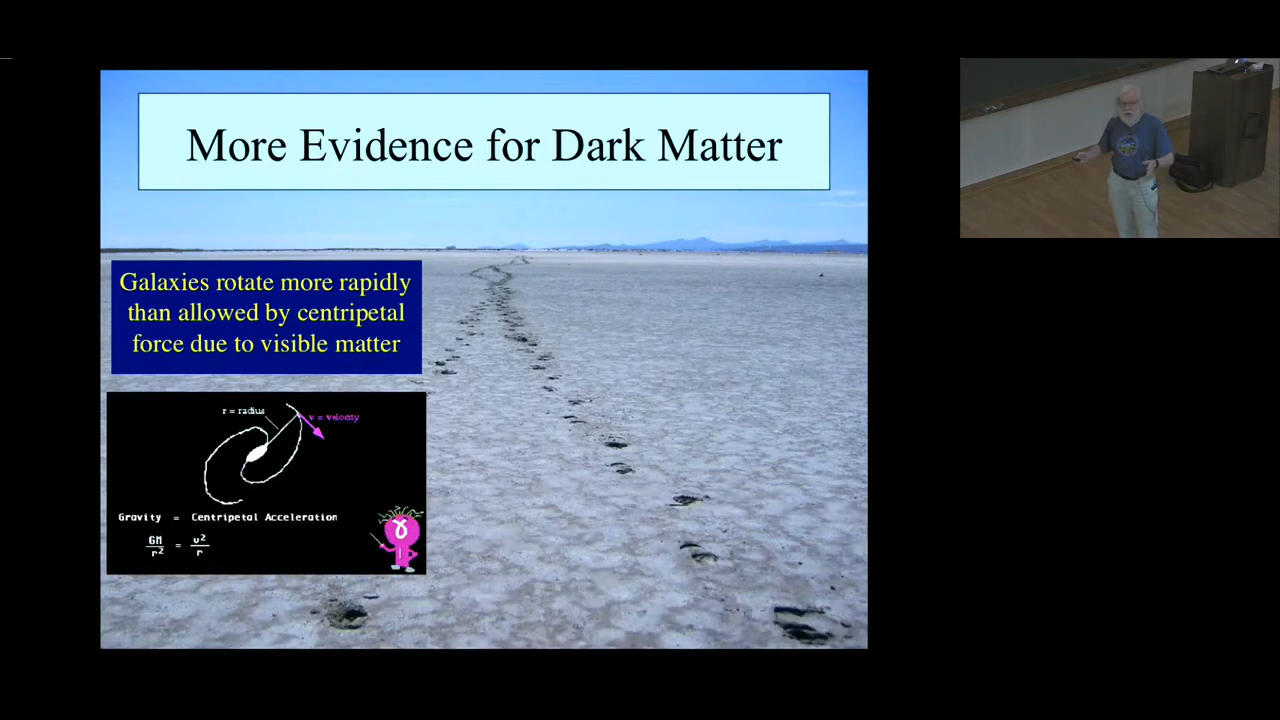 More Evidence for Dark Matter
Galaxies rotate more rapidly
than allowed by centripetal
force due to visible matter
r = radius
v = velocity
Gravity = Centripetal Acceleration
GM
r² = v²
r
γ